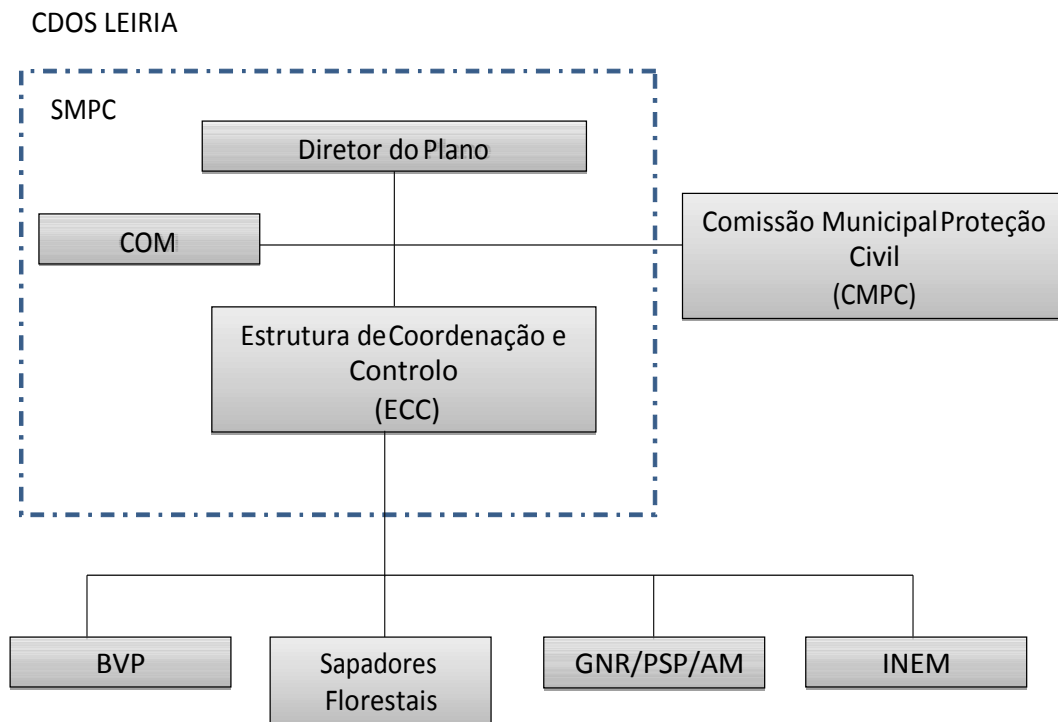 CDOS LEIRIA
SMPC
Diretor do Plano
COM
Comissão Municipal Proteção
Civil
(CMPC)
Estrutura de Coordenação e
Controlo
(ECC)
BVP
Sapadores
Florestais
GNR/PSP/AM
INEM